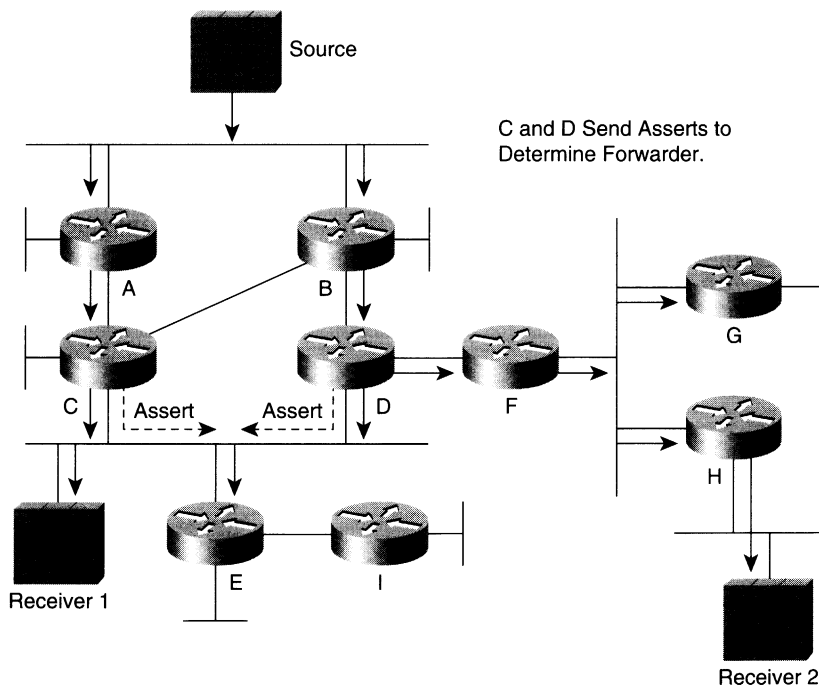 Source
C and D Send Asserts to
Determine Forwarder.
A
B
G
C
Assert
Assert
D
F
H
Receiver 1
E
I
Receiver 2